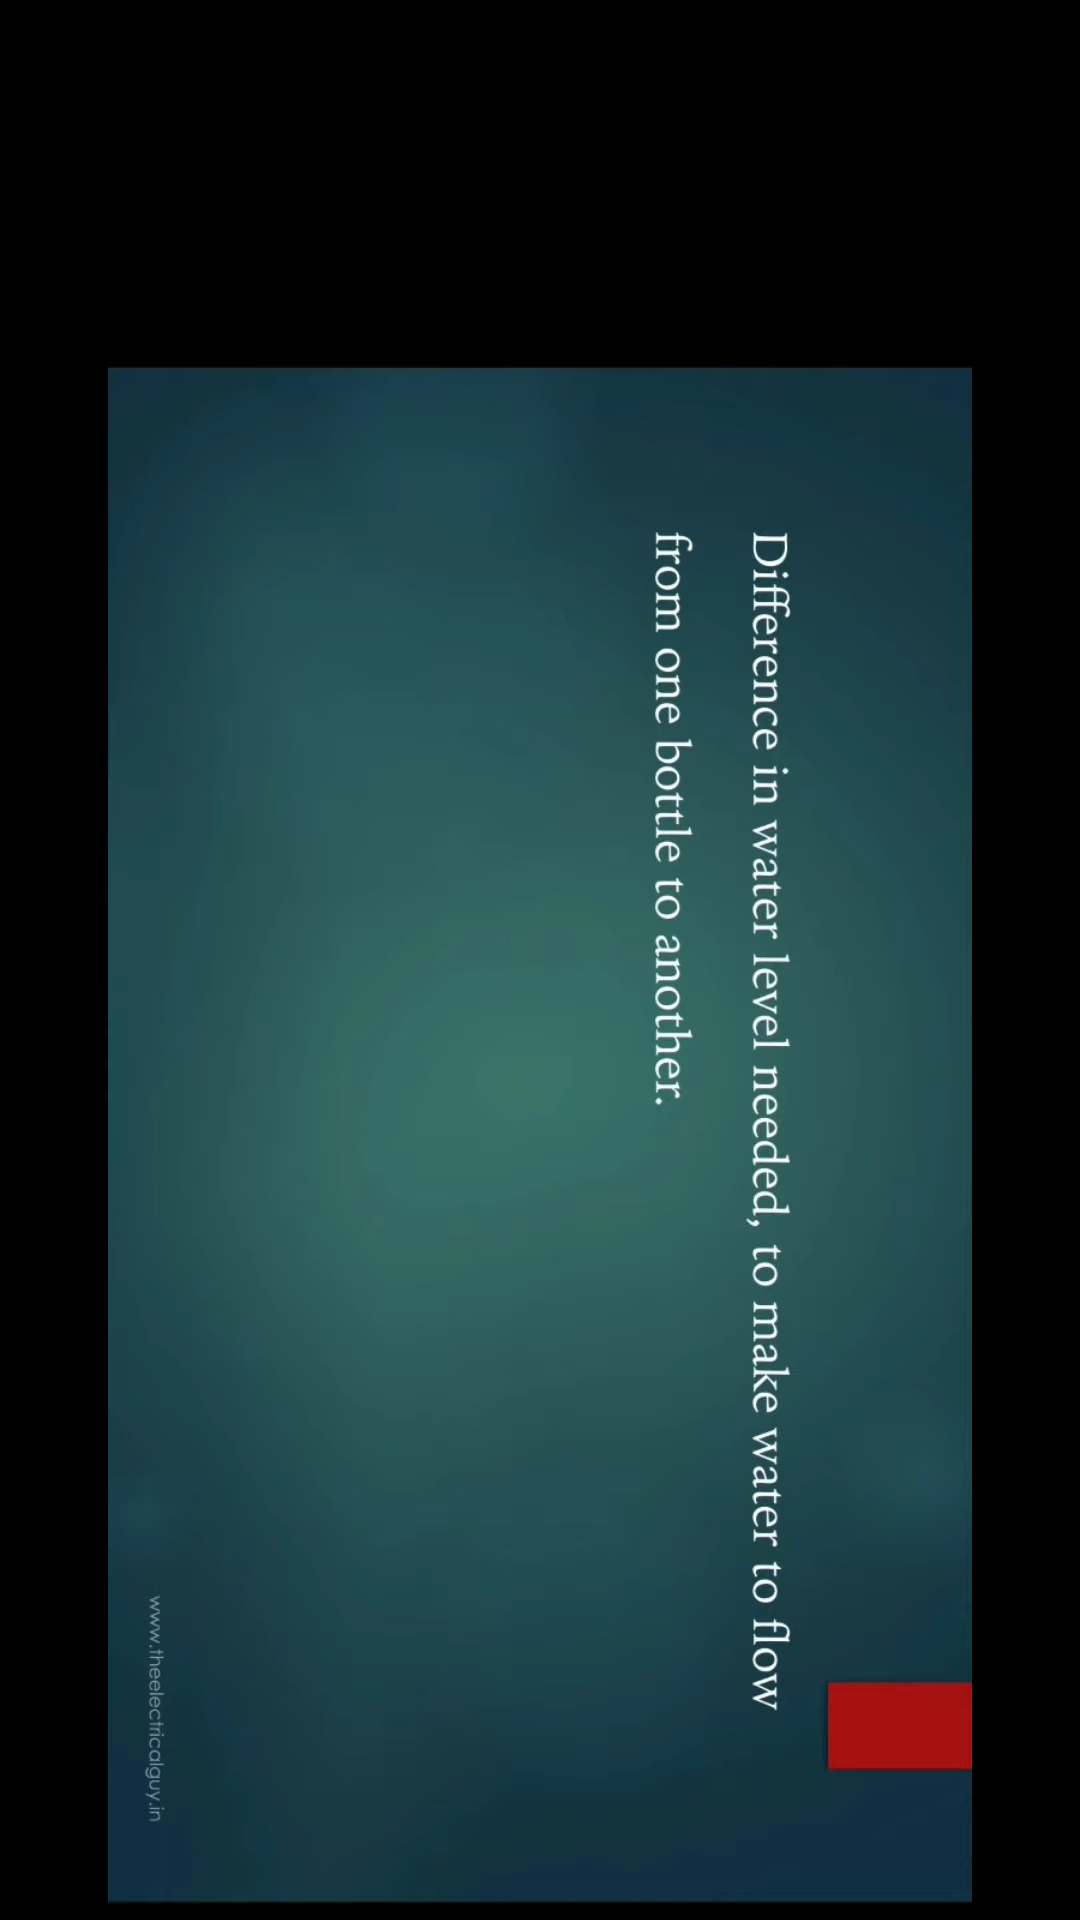 Difference in water level needed, to make water to flow
from one bottle to another.
www.theelectricalguy.in